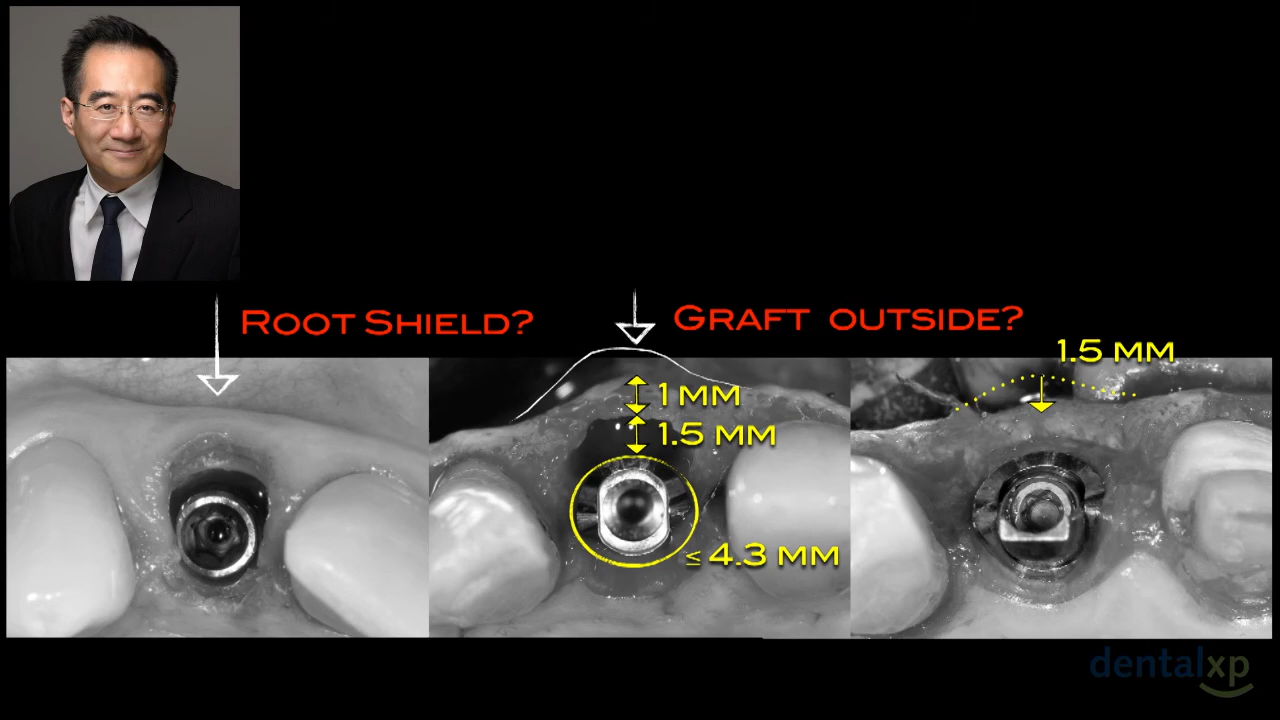 ROOT SHIELD?
GRAFT OUTSIDE?
1.5 MM
1 MM
1.5 MM
≤ 4.3 MM
dentalxp